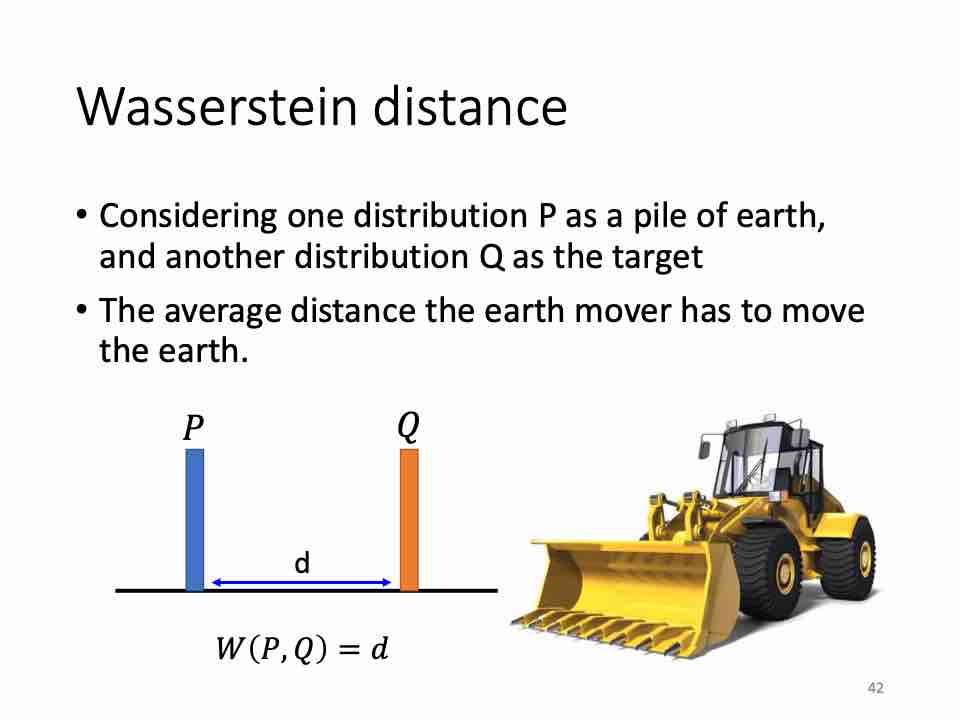 Wasserstein distance
• Considering one distribution P as a pile of earth,
and another distribution Q as the target
• The average distance the earth mover has to move
the earth.
P
Q
d
W(P, Q) = d
42